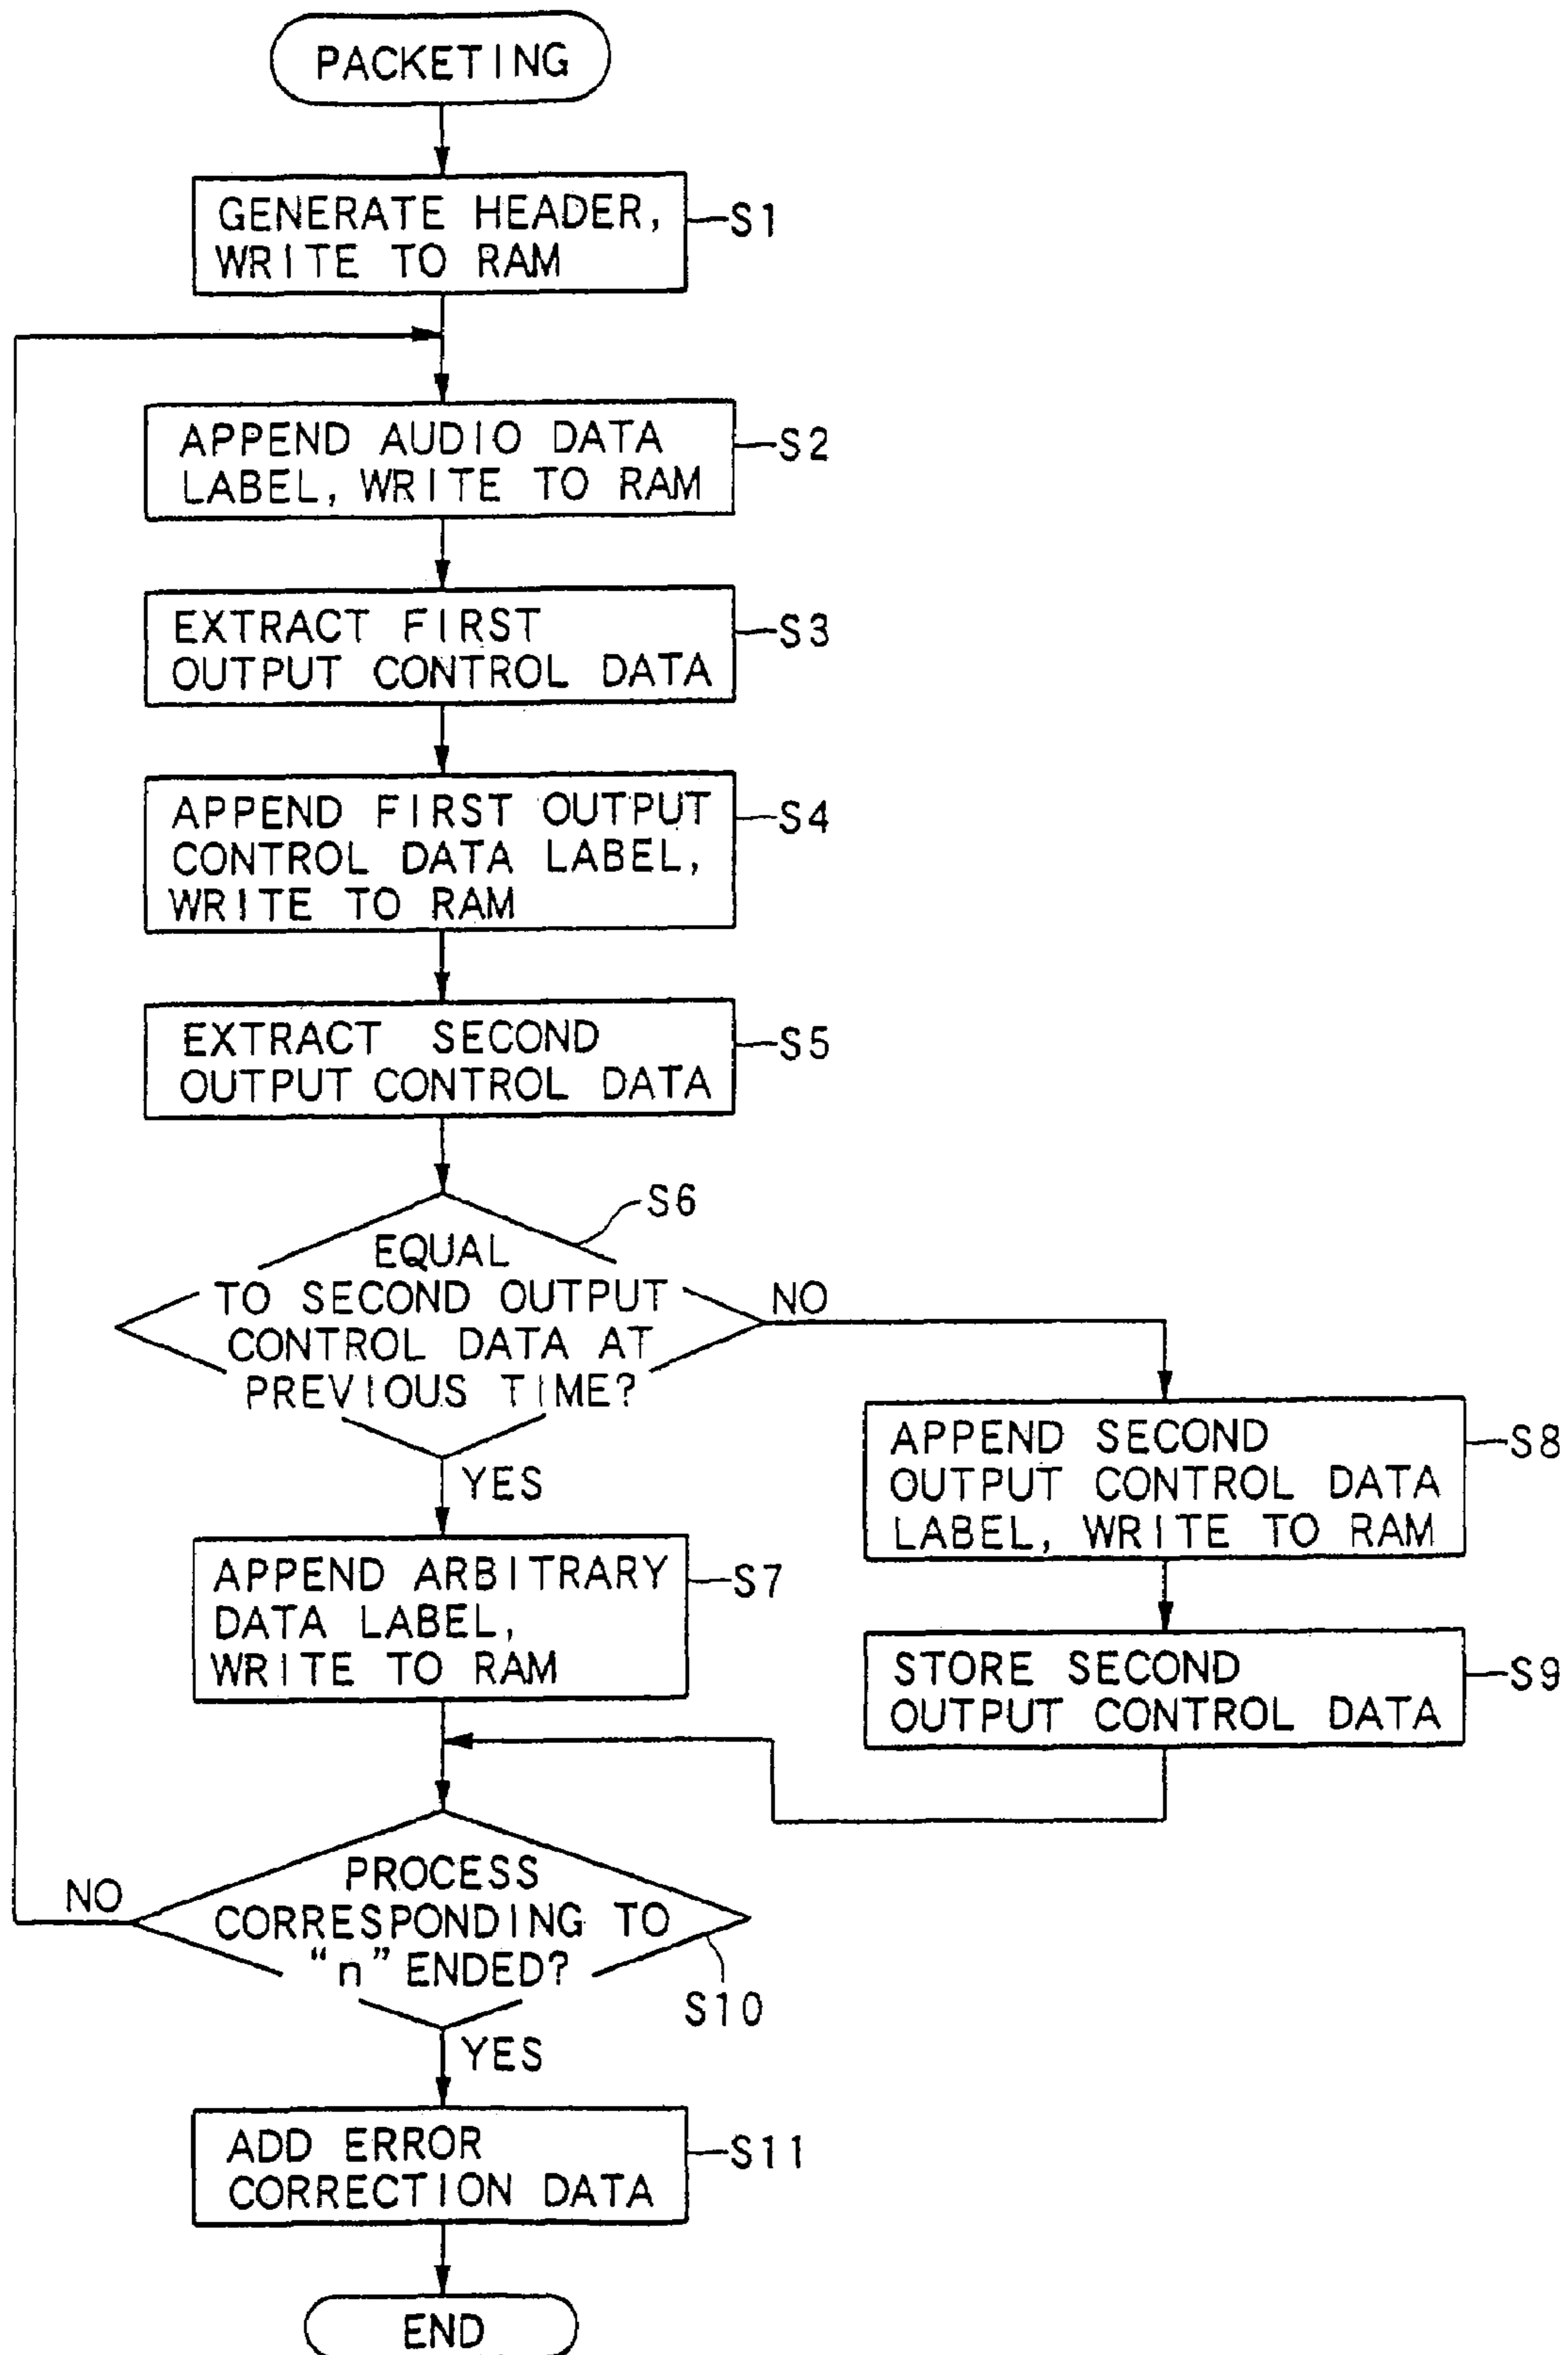 PACKETING
GENERATE HEADER,
WRITE TO RAM
S1
APPEND AUDIO DATA
LABEL, WRITE TO RAM
S2
EXTRACT FIRST
OUTPUT CONTROL DATA
S3
APPEND FIRST OUTPUT
CONTROL DATA LABEL,
WRITE TO RAM
S4
EXTRACT SECOND
OUTPUT CONTROL DATA
S5
S6
EQUAL
TO SECOND OUTPUT
CONTROL DATA AT
PREVIOUS TIME?
NO
YES
APPEND SECOND
OUTPUT CONTROL DATA
LABEL, WRITE TO RAM
S8
APPEND ARBITRARY
DATA LABEL,
WRITE TO RAM
S7
STORE SECOND
OUTPUT CONTROL DATA
S9
PROCESS
CORRESPONDING TO
“n” ENDED?
NO
S10
YES
ADD ERROR
CORRECTION DATA
S11
END